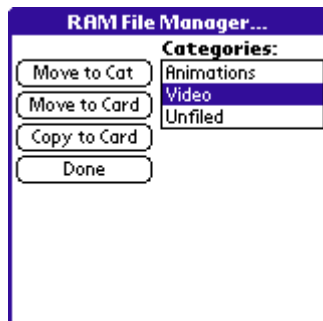 RAM File Manager...
Categories:
Move to Cat
Move to Card
Copy to Card
Done
Animations
Video
Unfiled